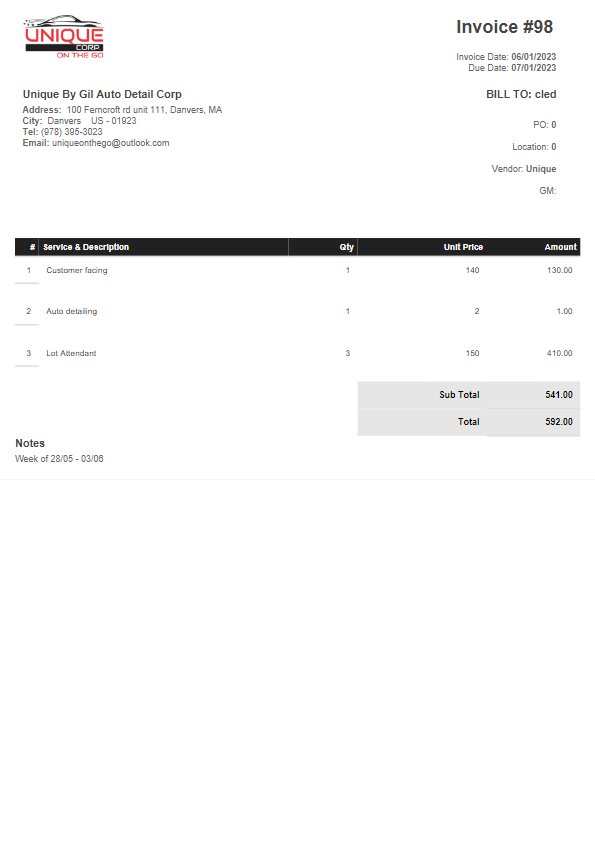 UNIQUE
CORP
ON THE GO
Invoice #98
Invoice Date: 06/01/2023
Due Date: 07/01/2023
Unique By Gil Auto Detail Corp
Address: 100 Ferncroft rd unit 111, Danvers, MA
City: Danvers US - 01923
Tel: (978) 395-3023
Email: uniqueonthego@outlook.com
BILL TO: cled
PO: 0
Location: 0
Vendor: Unique
GM:
# Service & Description Qty Unit Price Amount
1 Customer facing 1 140 130.00
2 Auto detailing 1 2 1.00
3 Lot Attendant 3 150 410.00
Sub Total 541.00
Total 592.00
Notes
Week of 28/05 - 03/06